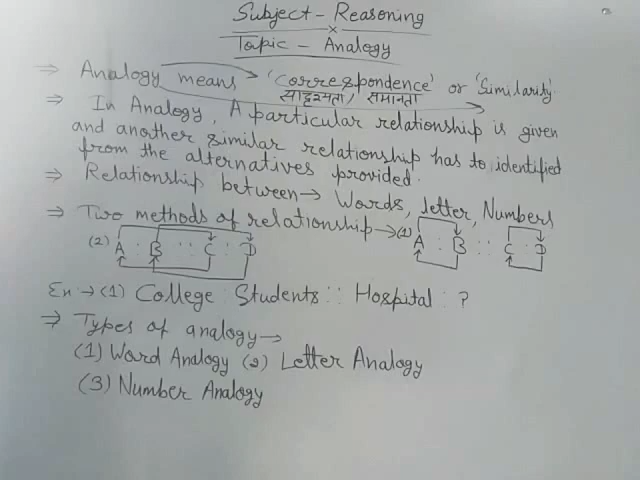 Subject - Reasoning
×
Topic - Analogy
⇒ Analogy means → 'Correspondence' or 'Similarity'
सादृश्यता / समानता
⇒ In Analogy, A particular relationship is given
and another similar relationship has to identified
from the alternatives provided.
⇒ Relationship between → Words, letter, Numbers
⇒ Two methods of relationship → (1) A : B :: C : D
(2) A : B :: C : D
Ex → (1) College : Students :: Hospital : ?
⇒ Types of analogy →
(1) Word Analogy (2) Letter Analogy
(3) Number Analogy